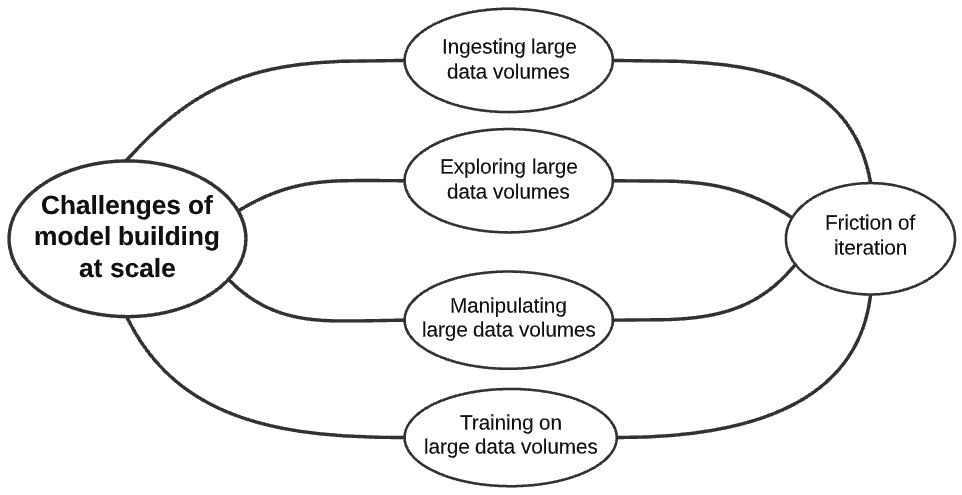 Ingesting large
data volumes
Exploring large
data volumes
Challenges of
model building
at scale
Friction of
iteration
Manipulating
large data volumes
Training on
large data volumes